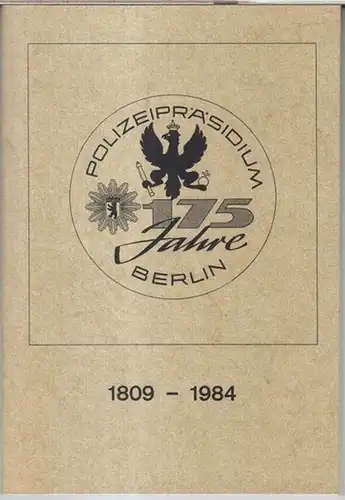 POLIZEIPRÄSIDIUM
175
Jahre
BERLIN
1809 - 1984